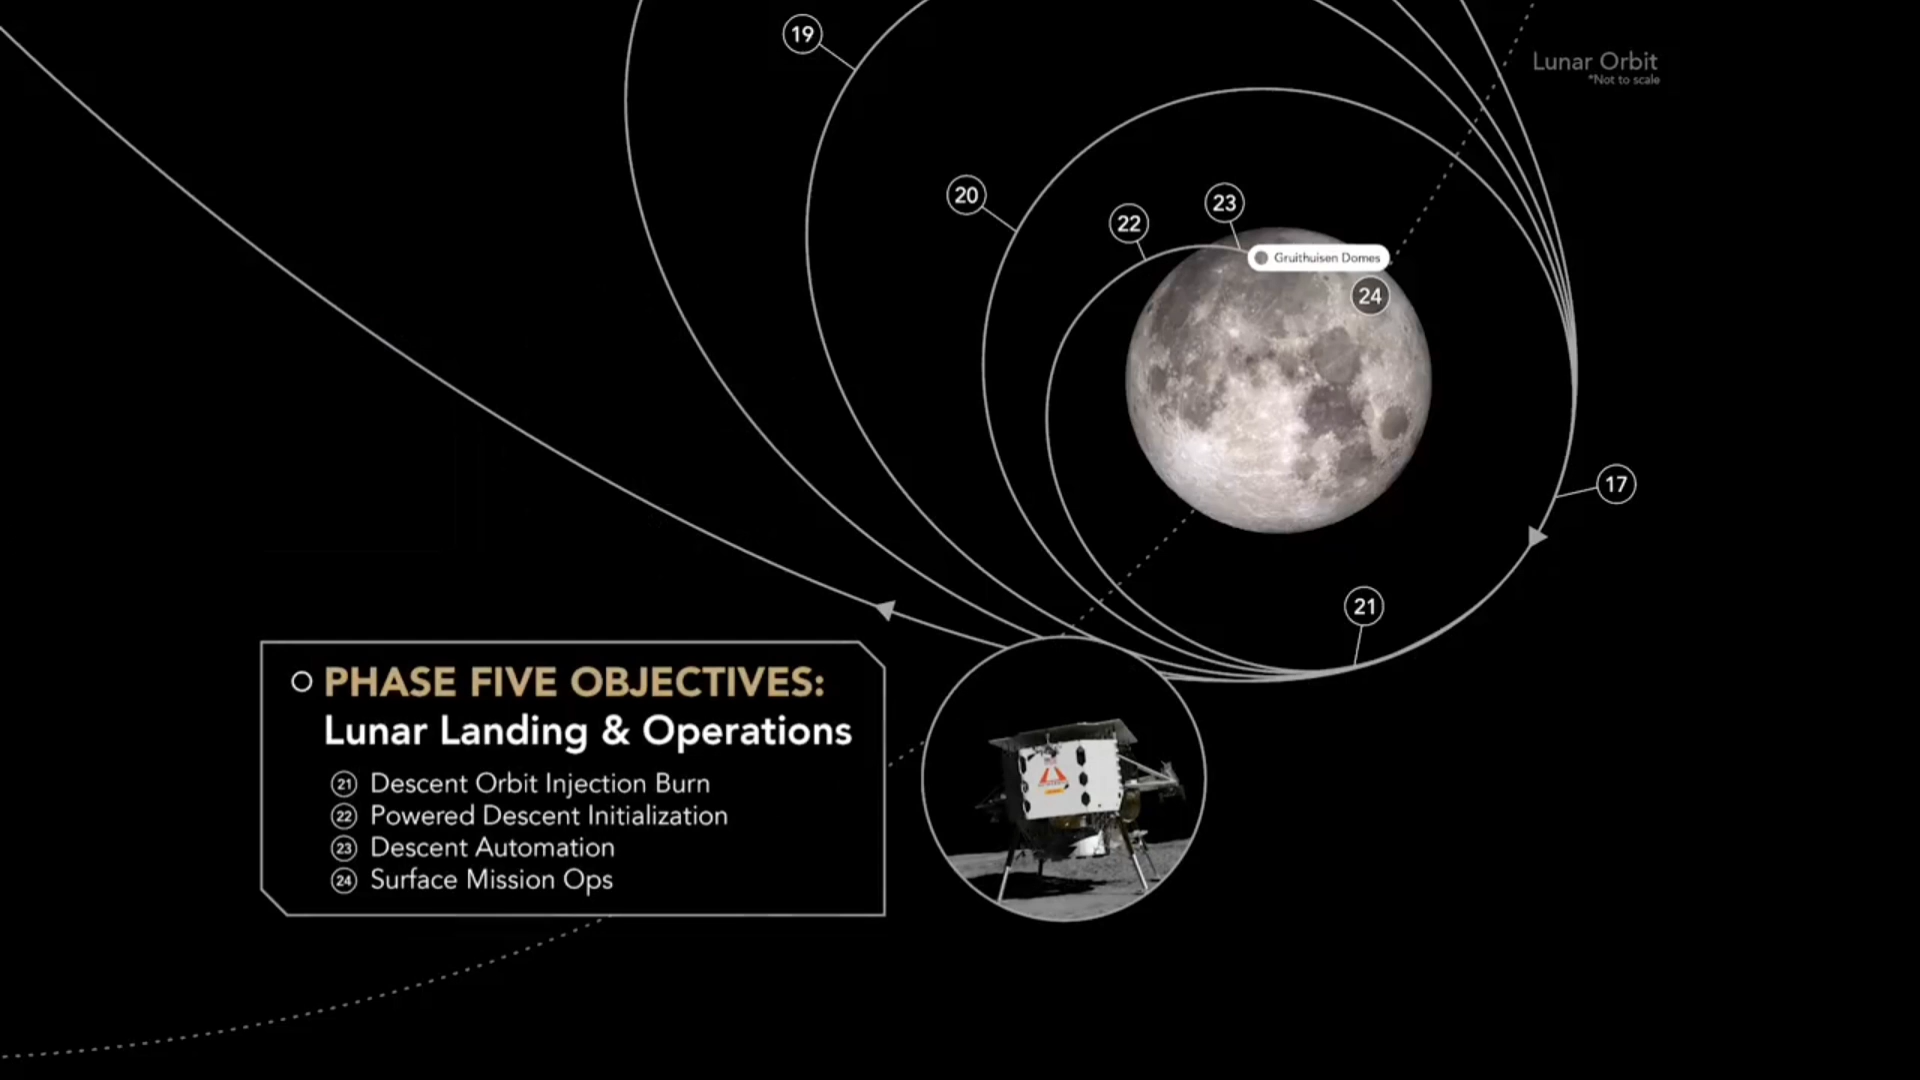 19
Lunar Orbit
*Not to scale
20
22
23
Gruithuisen Domes
24
17
21
PHASE FIVE OBJECTIVES:
Lunar Landing & Operations
21 Descent Orbit Injection Burn
22 Powered Descent Initialization
23 Descent Automation
24 Surface Mission Ops